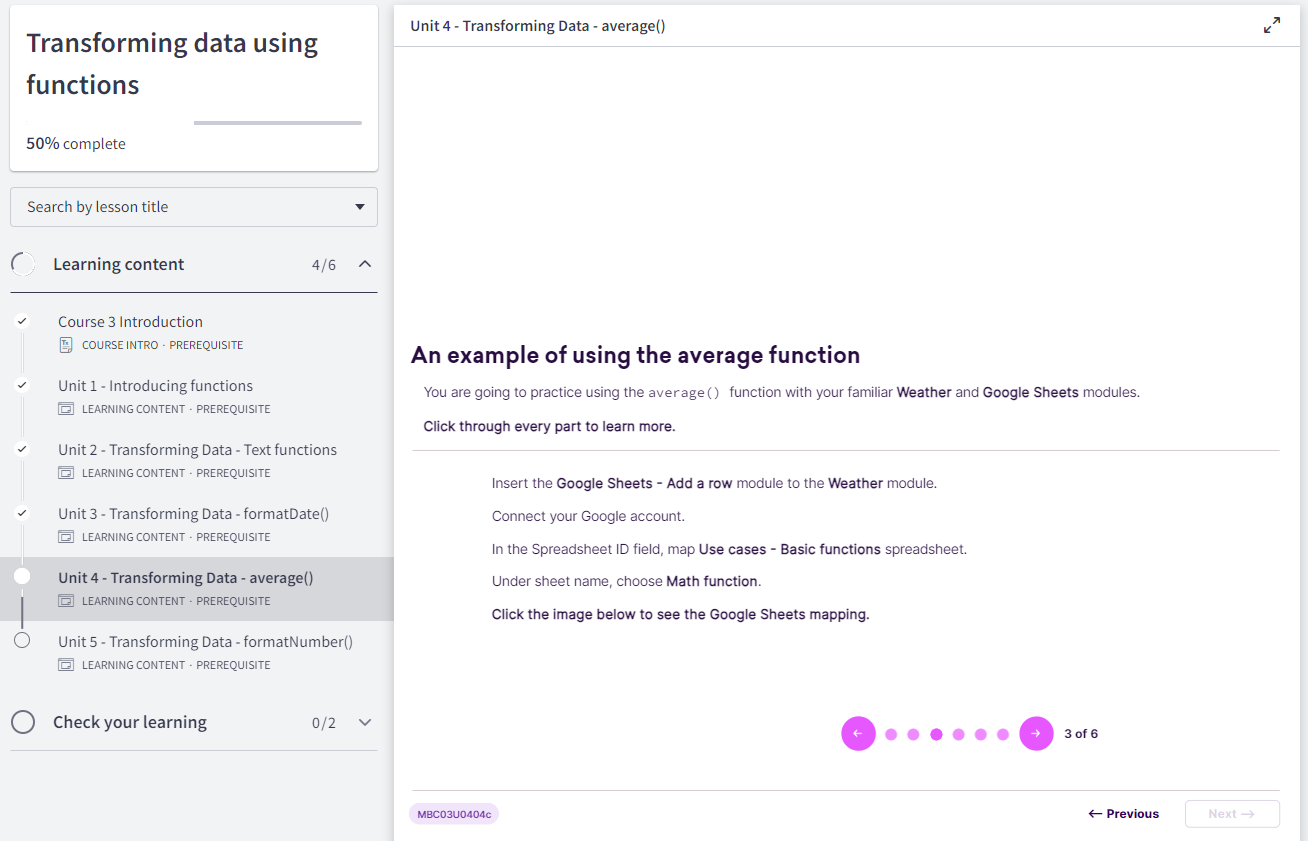 Transforming data using
functions
50% complete
Search by lesson title
Learning content 4/6
Course 3 Introduction
COURSE INTRO · PREREQUISITE
Unit 1 - Introducing functions
LEARNING CONTENT · PREREQUISITE
Unit 2 - Transforming Data - Text functions
LEARNING CONTENT · PREREQUISITE
Unit 3 - Transforming Data - formatDate()
LEARNING CONTENT · PREREQUISITE
Unit 4 - Transforming Data - average()
LEARNING CONTENT · PREREQUISITE
Unit 5 - Transforming Data - formatNumber()
LEARNING CONTENT · PREREQUISITE
Check your learning 0/2
Unit 4 - Transforming Data - average()
An example of using the average function
You are going to practice using the average() function with your familiar Weather and Google Sheets modules.
Click through every part to learn more.
Insert the Google Sheets - Add a row module to the Weather module.
Connect your Google account.
In the Spreadsheet ID field, map Use cases - Basic functions spreadsheet.
Under sheet name, choose Math function.
Click the image below to see the Google Sheets mapping.
← → 3 of 6
MBC03U0404c ← Previous Next →